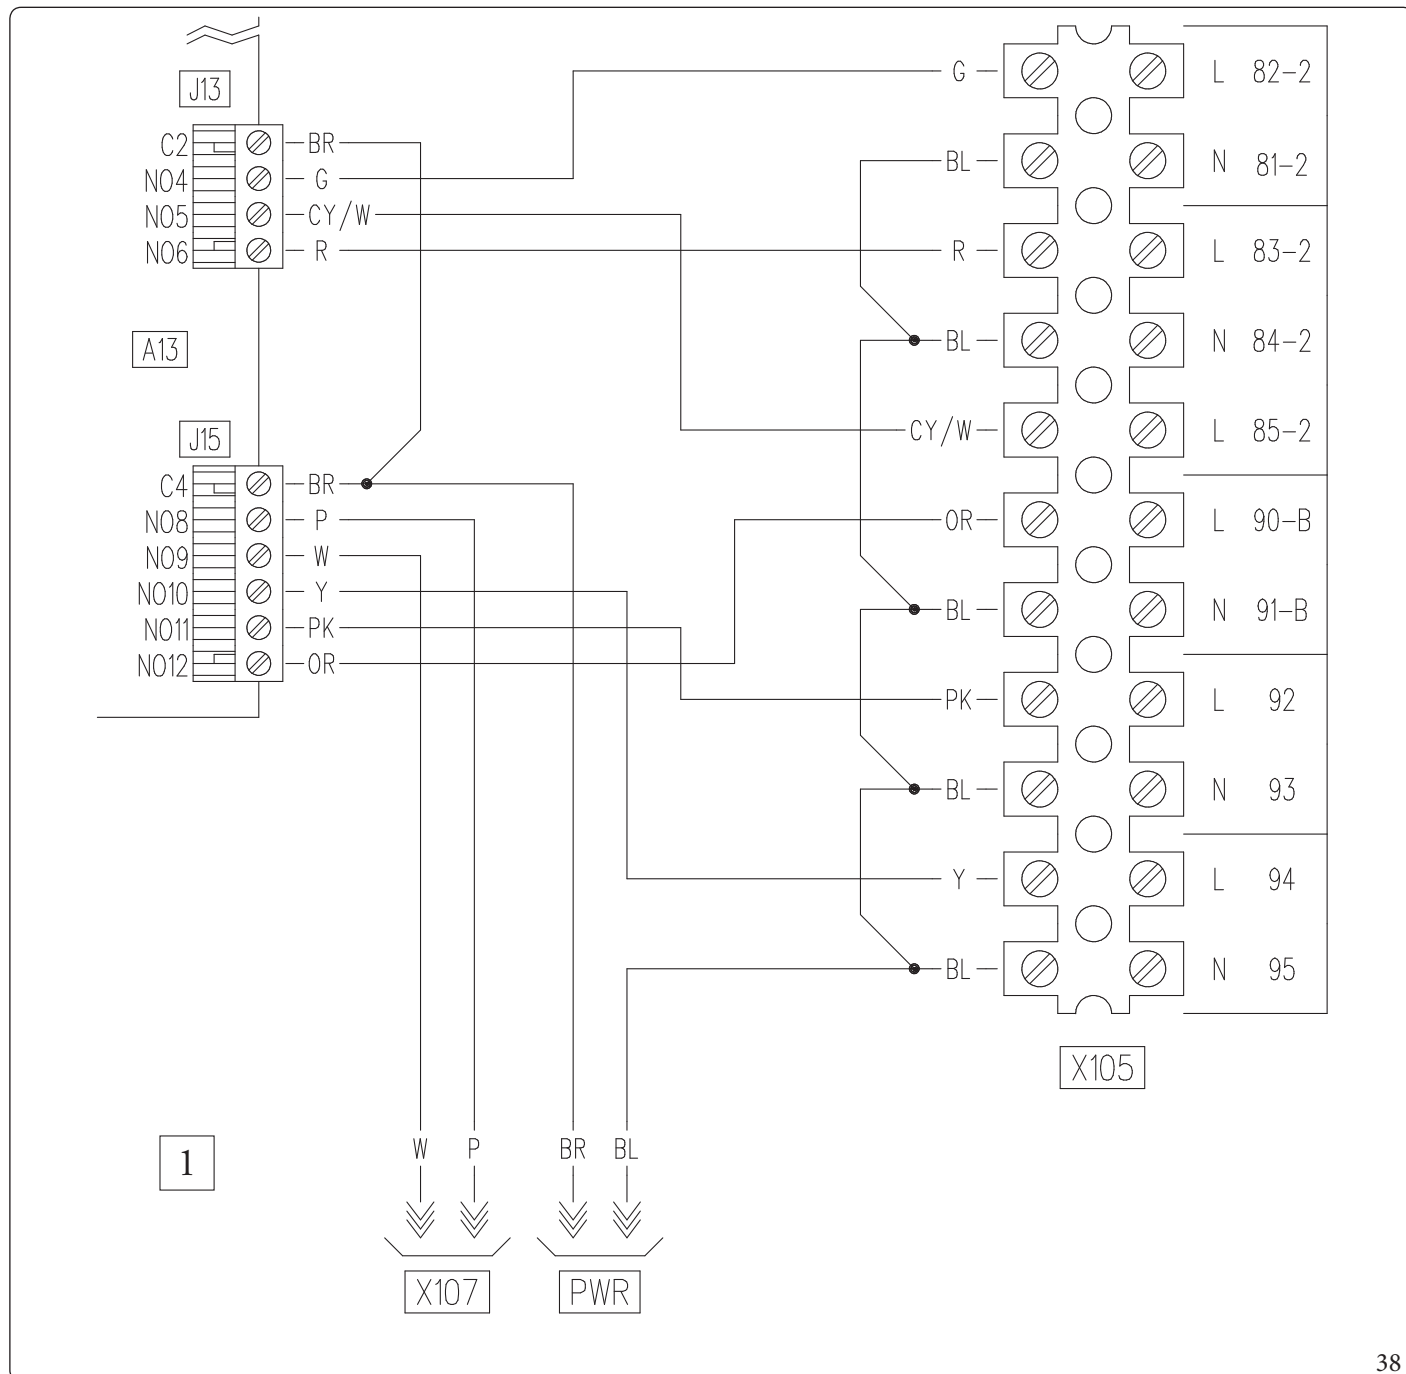 G L 82-2
J13
C2 BR
BL N 81-2
NO4 G
NO5 CY/W
NO6 R R L 83-2
A13 BL N 84-2
J15 CY/W L 85-2
C4 BR
NO8 P OR L 90-B
NO9 W
NO10 Y
BL N 91-B
NO11 PK
NO12 OR
PK L 92
BL N 93
Y L 94
BL N 95
X105
1 W P BR BL
X107 PWR
38